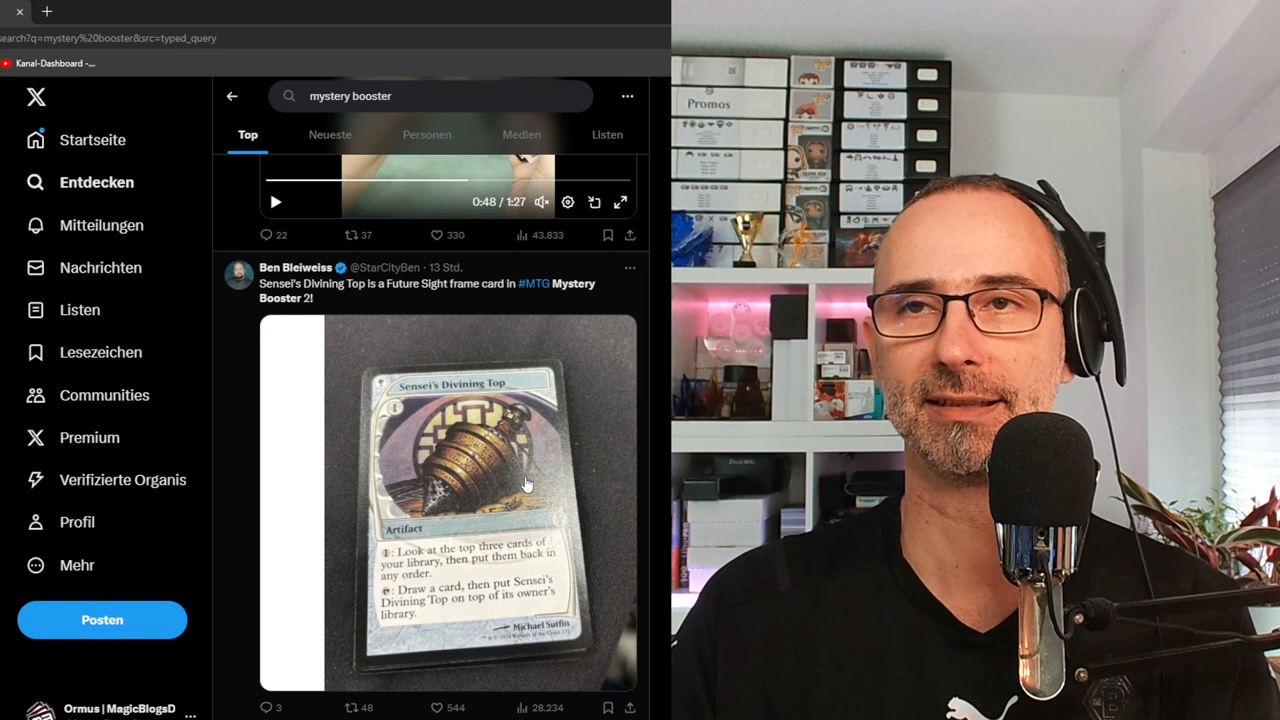 search?q=mystery%20booster&src=typed_query
Kanal-Dashboard -...
mystery booster
Startseite
Entdecken
Mitteilungen
Nachrichten
Listen
Lesezeichen
Communities
Premium
Verifizierte Organis
Profil
Mehr
Posten
Ormus | MagicBlogsD
Top
Neueste
Personen
Medien
Listen
0:48 / 1:27
22
37
330
43.833
Ben Bleiweiss @StarCityBen · 13 Std.
Sensei's Divining Top is a Future Sight frame card in #MTG Mystery
Booster 2!
Sensei's Divining Top
1
Artifact
1: Look at the top three cards of
your library, then put them back in
any order.
: Draw a card, then put Sensei's
Divining Top on top of its owner's
library.
Michael Sutfin
3
48
544
28.234
Promos